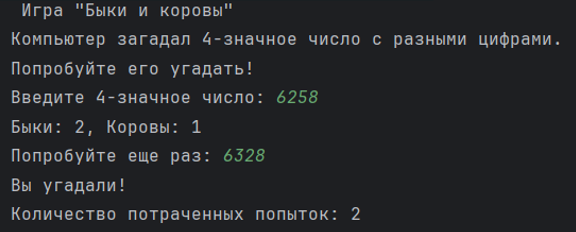 Игра "Быки и коровы"
Компьютер загадал 4-значное число с разными цифрами.
Попробуйте его угадать!
Введите 4-значное число: 6258
Быки: 2, Коровы: 1
Попробуйте еще раз: 6328
Вы угадали!
Количество потраченных попыток: 2